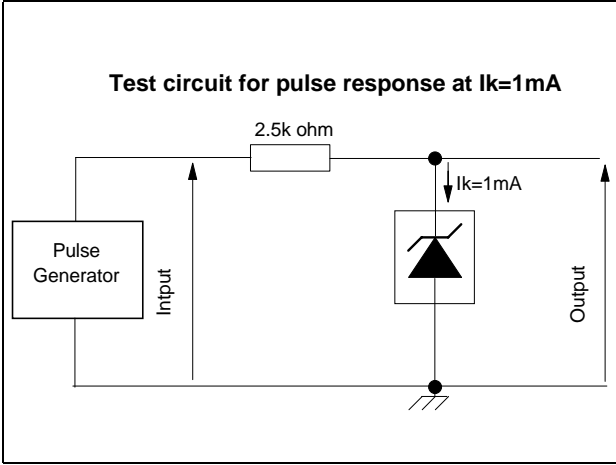 Test circuit for pulse response at Ik=1mA
2.5k ohm
Ik=1mA
Pulse
Generator
Intput
Output